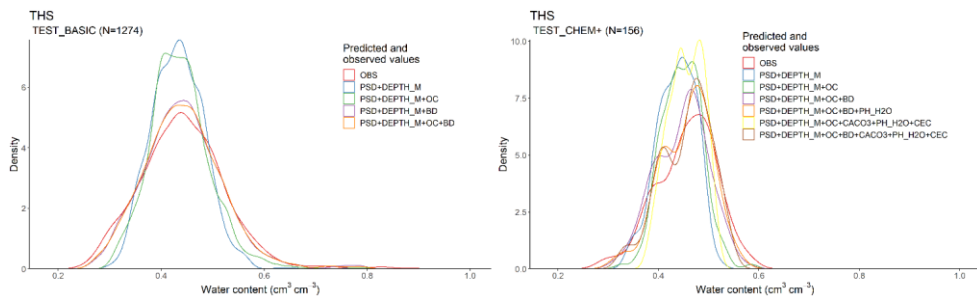 THS
TEST_BASIC (N=1274)
Predicted and
observed values
OBS
PSD+DEPTH_M
PSD+DEPTH_M+OC
PSD+DEPTH_M+BD
PSD+DEPTH_M+OC+BD
Density
6
4
2
0
0.2
0.4
0.6
0.8
1.0
Water content (cm³ cm⁻³)
THS
TEST_CHEM+ (N=156)
Predicted and
observed values
OBS
PSD+DEPTH_M
PSD+DEPTH_M+OC
PSD+DEPTH_M+OC+BD
PSD+DEPTH_M+OC+BD+PH_H2O
PSD+DEPTH_M+OC+CACO3+PH_H2O+CEC
PSD+DEPTH_M+OC+BD+CACO3+PH_H2O+CEC
Density
10.0
7.5
5.0
2.5
0.0
0.2
0.4
0.6
0.8
1.0
Water content (cm³ cm⁻³)